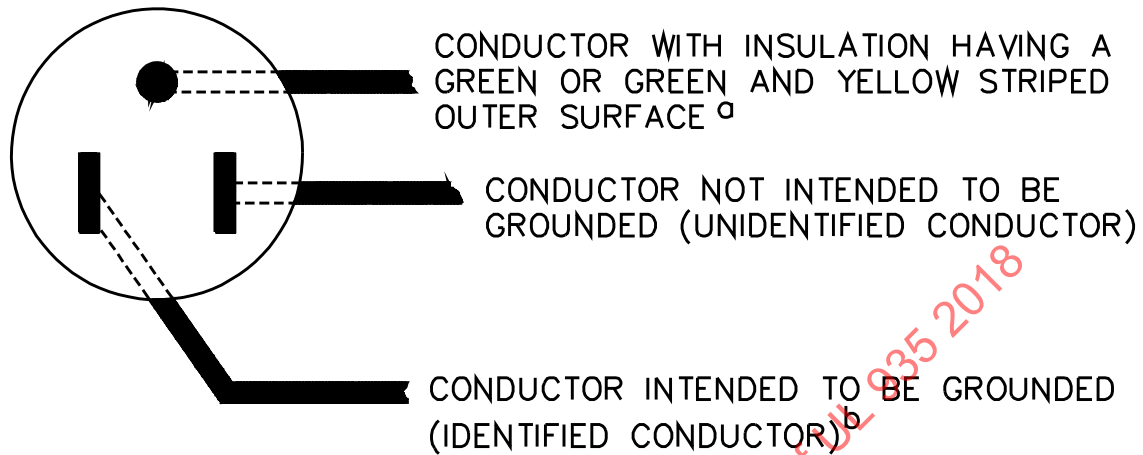 CONDUCTOR WITH INSULATION HAVING A
GREEN OR GREEN AND YELLOW STRIPED
OUTER SURFACE a
CONDUCTOR NOT INTENDED TO BE
GROUNDED (UNIDENTIFIED CONDUCTOR)
CONDUCTOR INTENDED TO BE GROUNDED
(IDENTIFIED CONDUCTOR) b
UL 935 2018